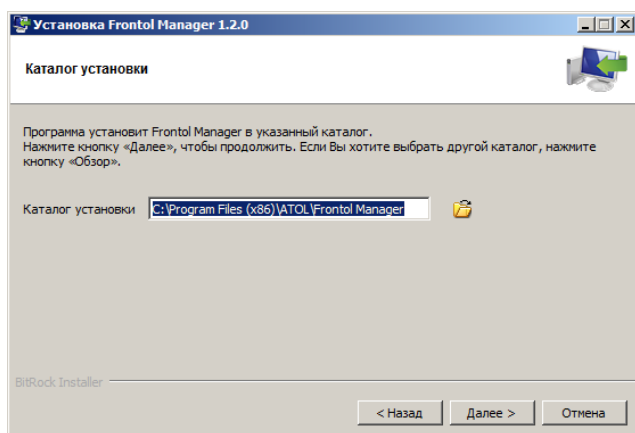 Установка Frontol Manager 1.2.0
Каталог установки
Программа установит Frontol Manager в указанный каталог.
Нажмите кнопку «Далее», чтобы продолжить. Если Вы хотите выбрать другой каталог, нажмите
кнопку «Обзор».
Каталог установки C:\Program Files (x86)\ATOL\Frontol Manager
BitRock Installer
< Назад Далее > Отмена